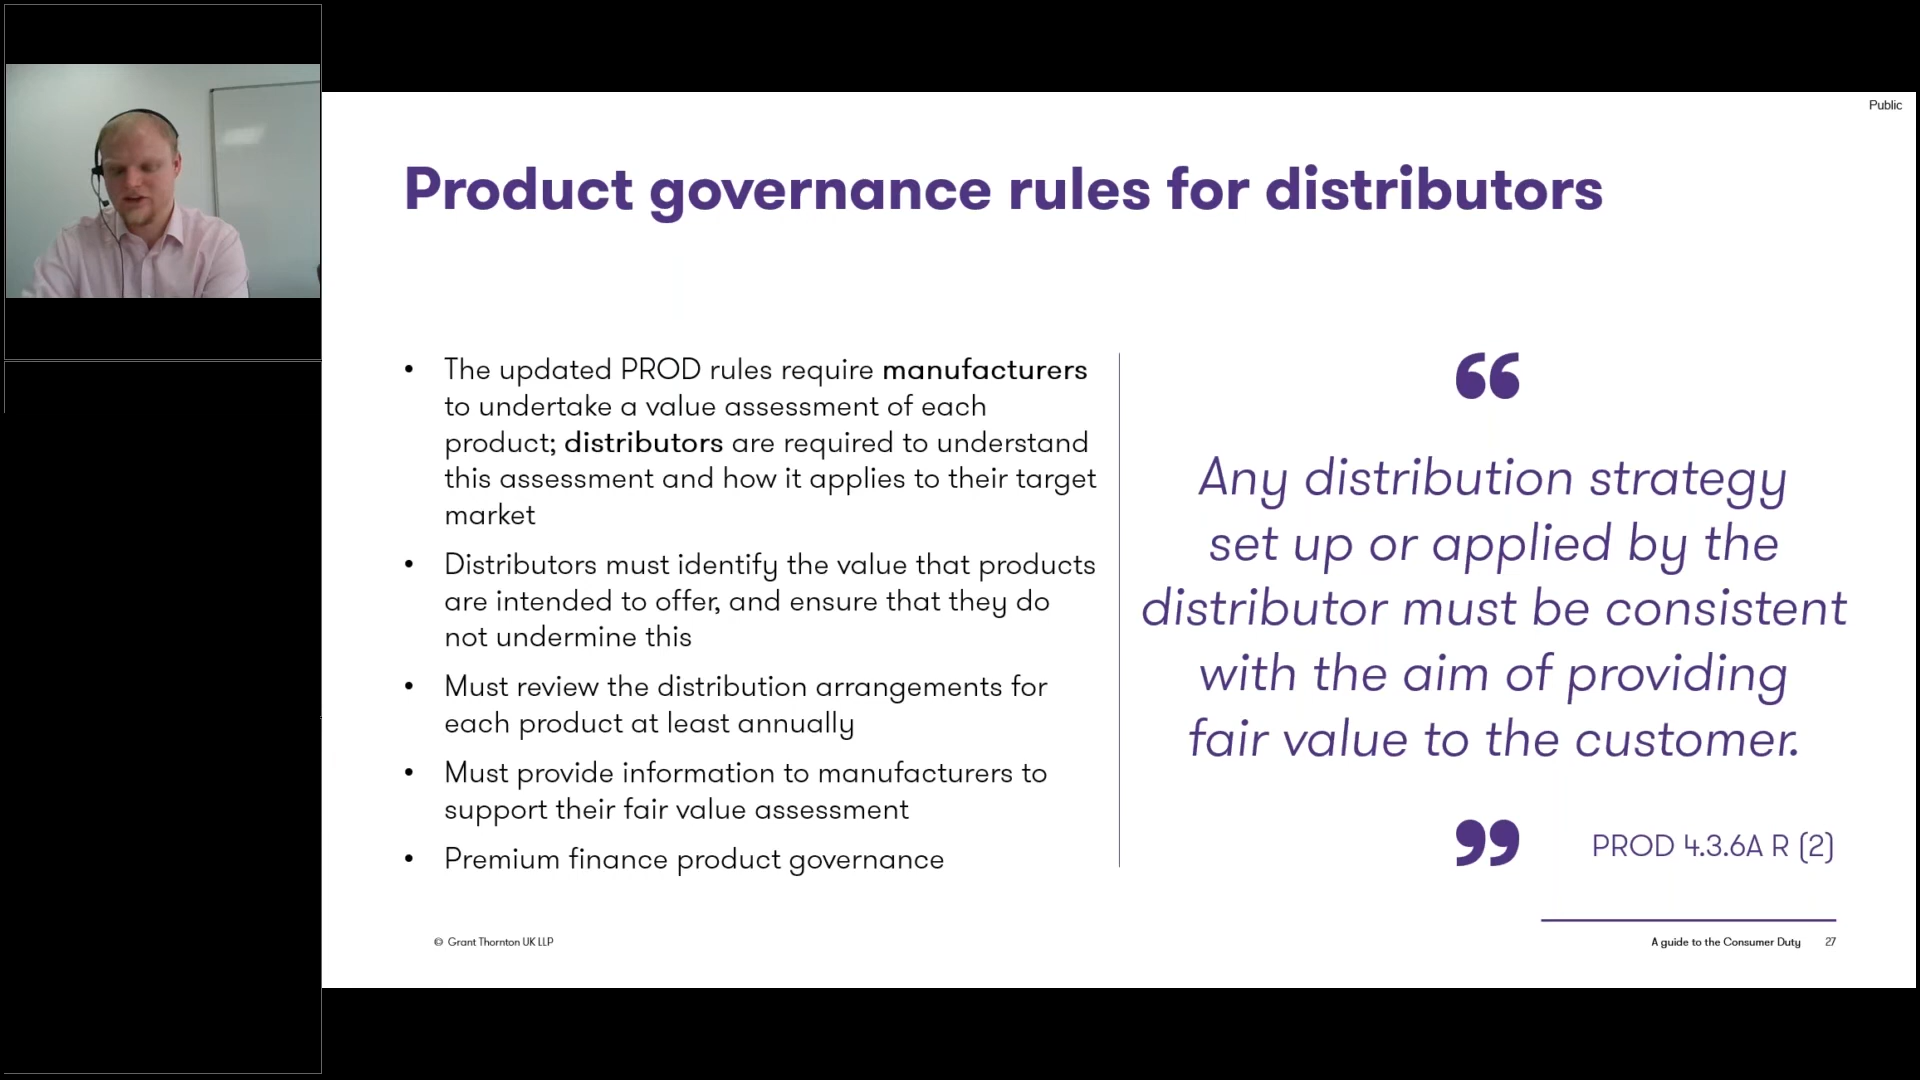 Public
Product governance rules for distributors
• The updated PROD rules require manufacturers
to undertake a value assessment of each
product; distributors are required to understand
this assessment and how it applies to their target
market
• Distributors must identify the value that products
are intended to offer, and ensure that they do
not undermine this
• Must review the distribution arrangements for
each product at least annually
• Must provide information to manufacturers to
support their fair value assessment
• Premium finance product governance
“
Any distribution strategy
set up or applied by the
distributor must be consistent
with the aim of providing
fair value to the customer.
”
PROD 4.3.6A R (2)
© Grant Thornton UK LLP
A guide to the Consumer Duty 27